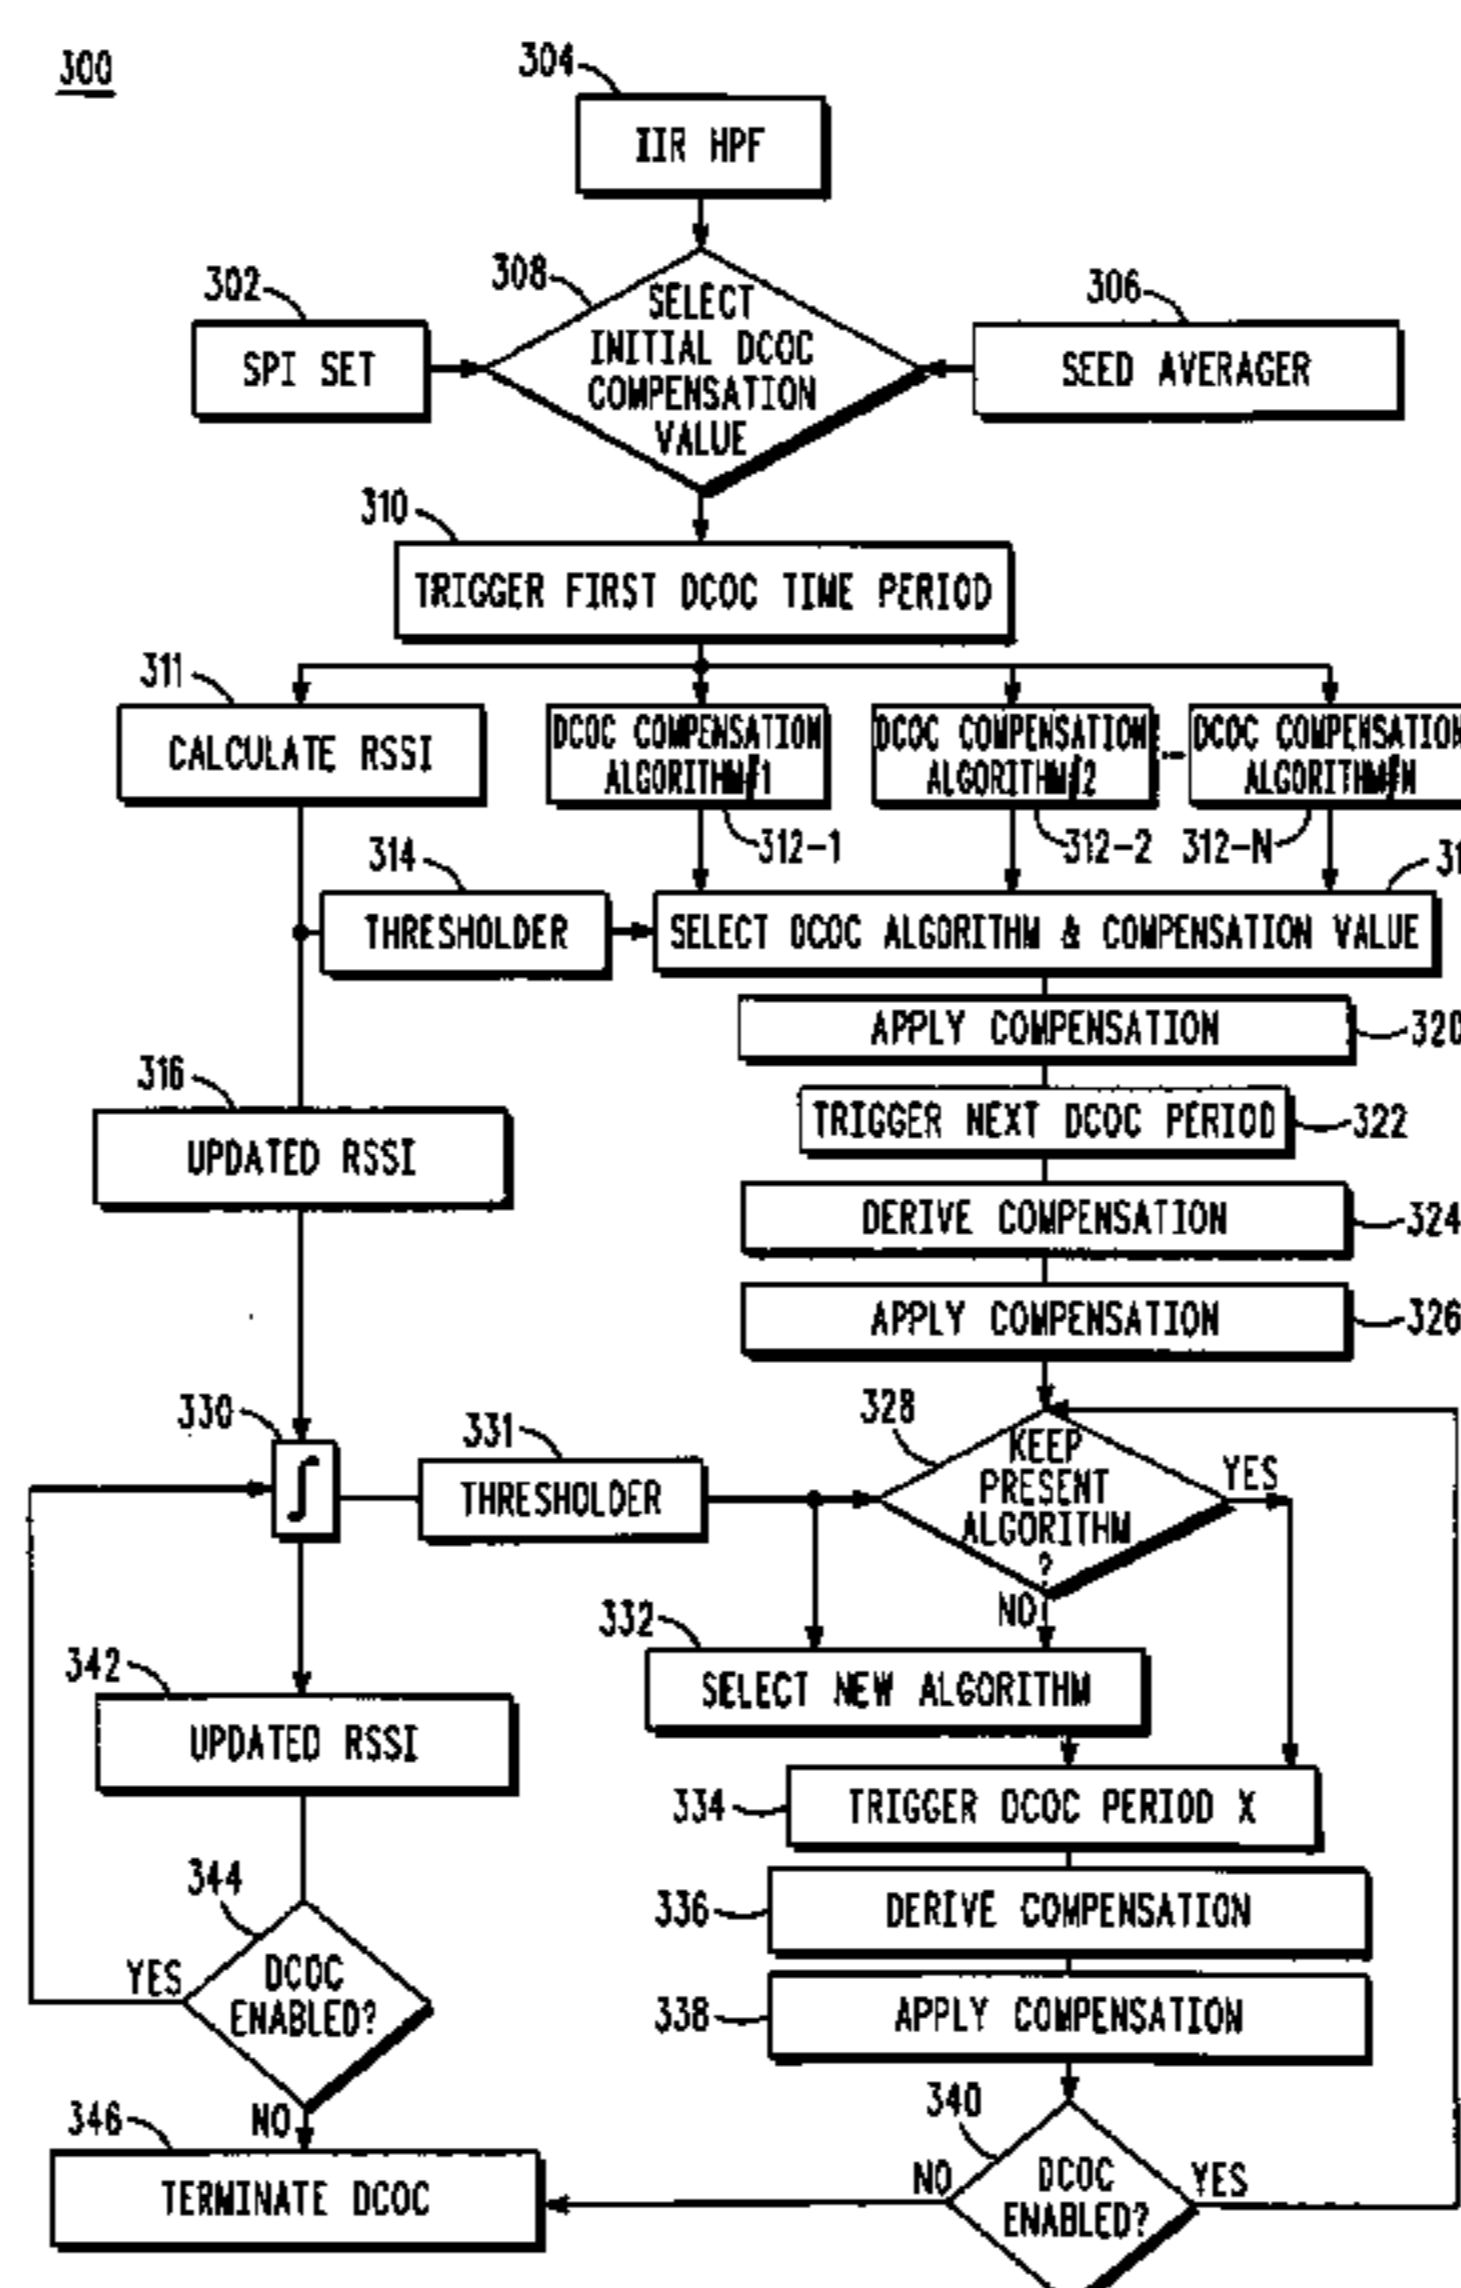 300
304
IIR HPF
302
SPI SET
308
SELECT
INITIAL DCOC
COMPENSATION
VALUE
306
SEED AVERAGER
310
TRIGGER FIRST DCOC TIME PERIOD
311
CALCULATE RSSI
DCOC COMPENSATION
ALGORITHM#1
312-1
DCOC COMPENSATION
ALGORITHM#2
312-2
DCOC COMPENSATION
ALGORITHM#N
312-N
314
THRESHOLDER
SELECT DCOC ALGORITHM & COMPENSATION VALUE
APPLY COMPENSATION
320
316
UPDATED RSSI
TRIGGER NEXT DCOC PERIOD
322
DERIVE COMPENSATION
324
APPLY COMPENSATION
326
330
∫
331
THRESHOLDER
328
KEEP
PRESENT
ALGORITHM
?
YES
NO
332
SELECT NEW ALGORITHM
342
UPDATED RSSI
334
TRIGGER DCOC PERIOD X
336
DERIVE COMPENSATION
338
APPLY COMPENSATION
344
DCOC
ENABLED?
YES
NO
346
TERMINATE DCOC
340
DCOC
ENABLED?
NO
YES